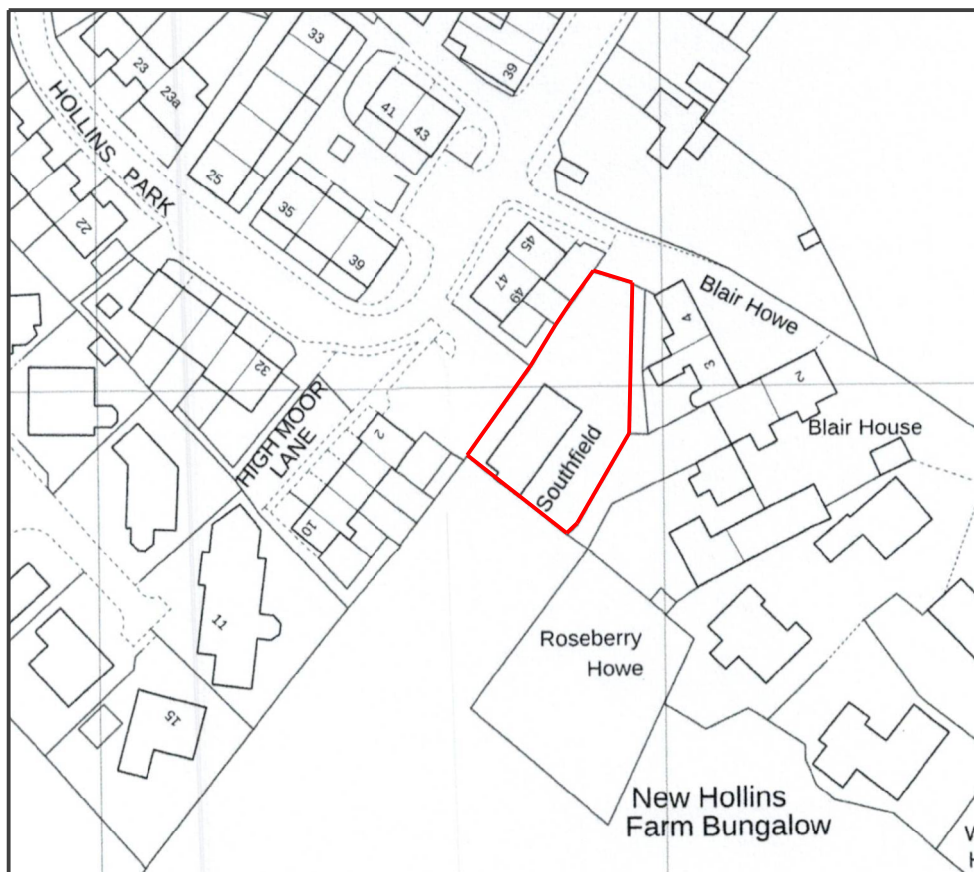 33
23
23a
39
41
43
HOLLINS PARK
25
35
39
22
45
47
49
Blair Howe
4
3
2
32
HIGH MOOR
LANE
2
10
Southfield
Blair House
11
Roseberry
Howe
15
New Hollins
Farm Bungalow
W
H